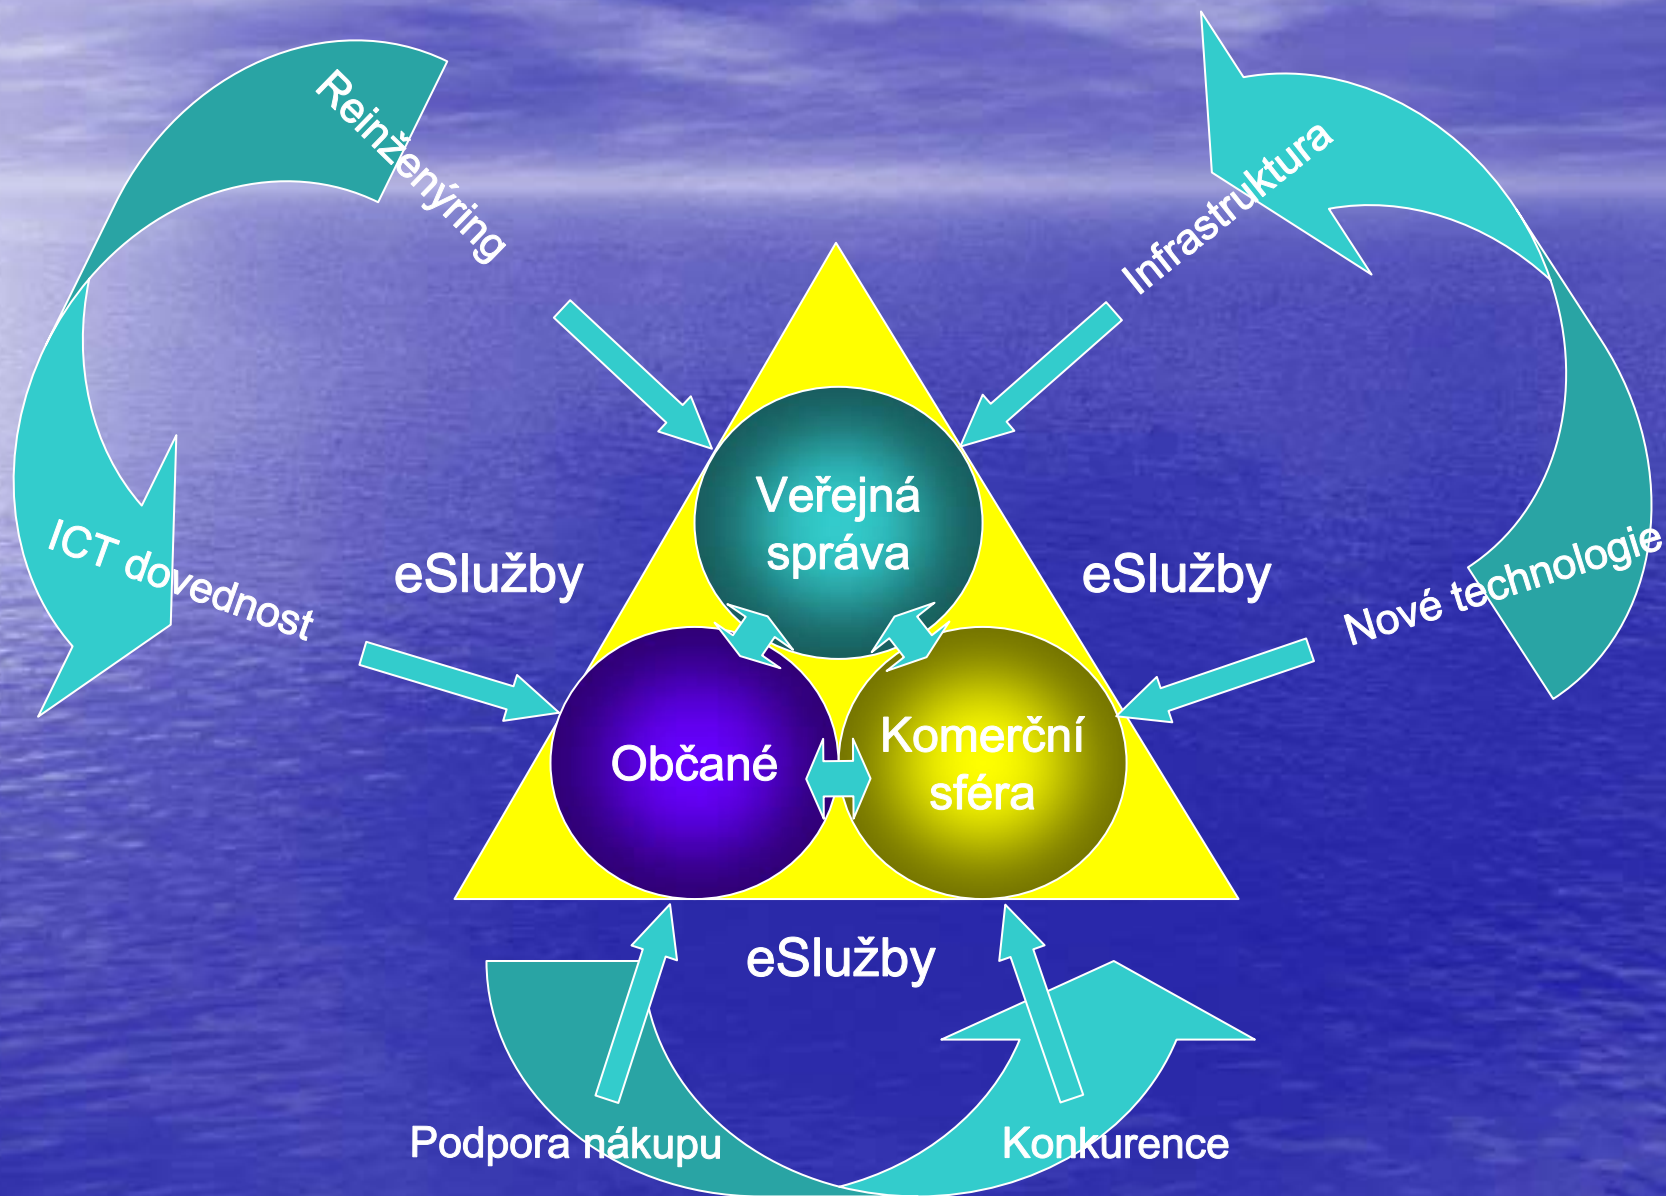 Reinženýring
Infrastruktura
Veřejná
správa
ICT dovednost
eSlužby
eSlužby
Nové technologie
Občané
Komerční
sféra
eSlužby
Podpora nákupu
Konkurence